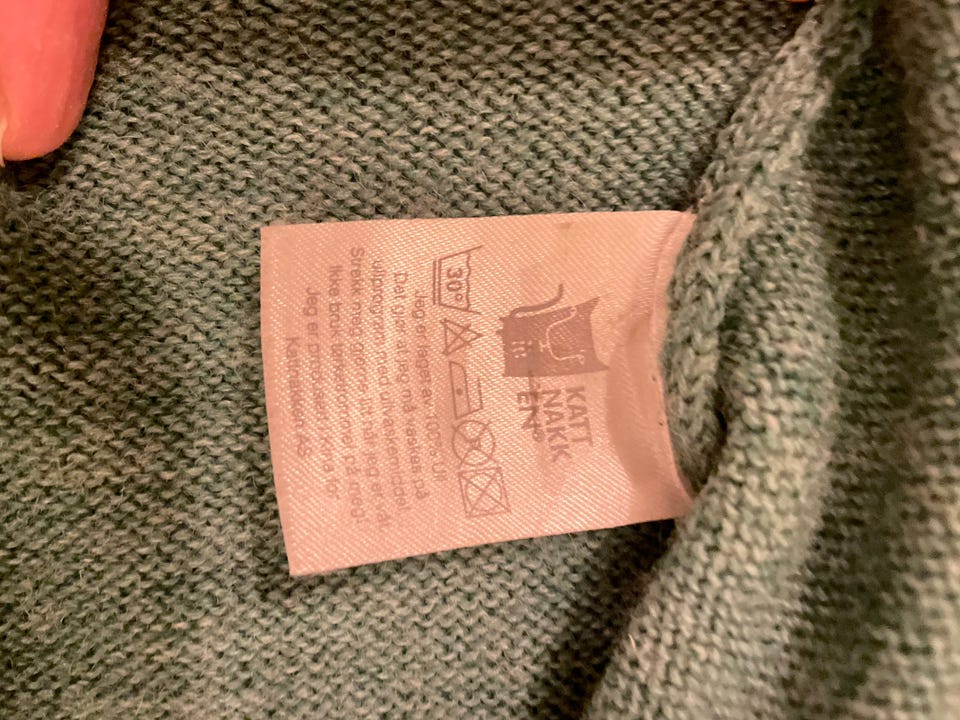 KATT
NAKK
EN
30°
Jeg er laget av 100% Ull
Det gjør at jeg må vaskes på
ullprogram med ullvaskemiddel.
Strekk meg gjerne litt når jeg er våt.
Ikke bruk tørketrommel på meg!
Jeg er produsert i Kina for
Kattnakken AS